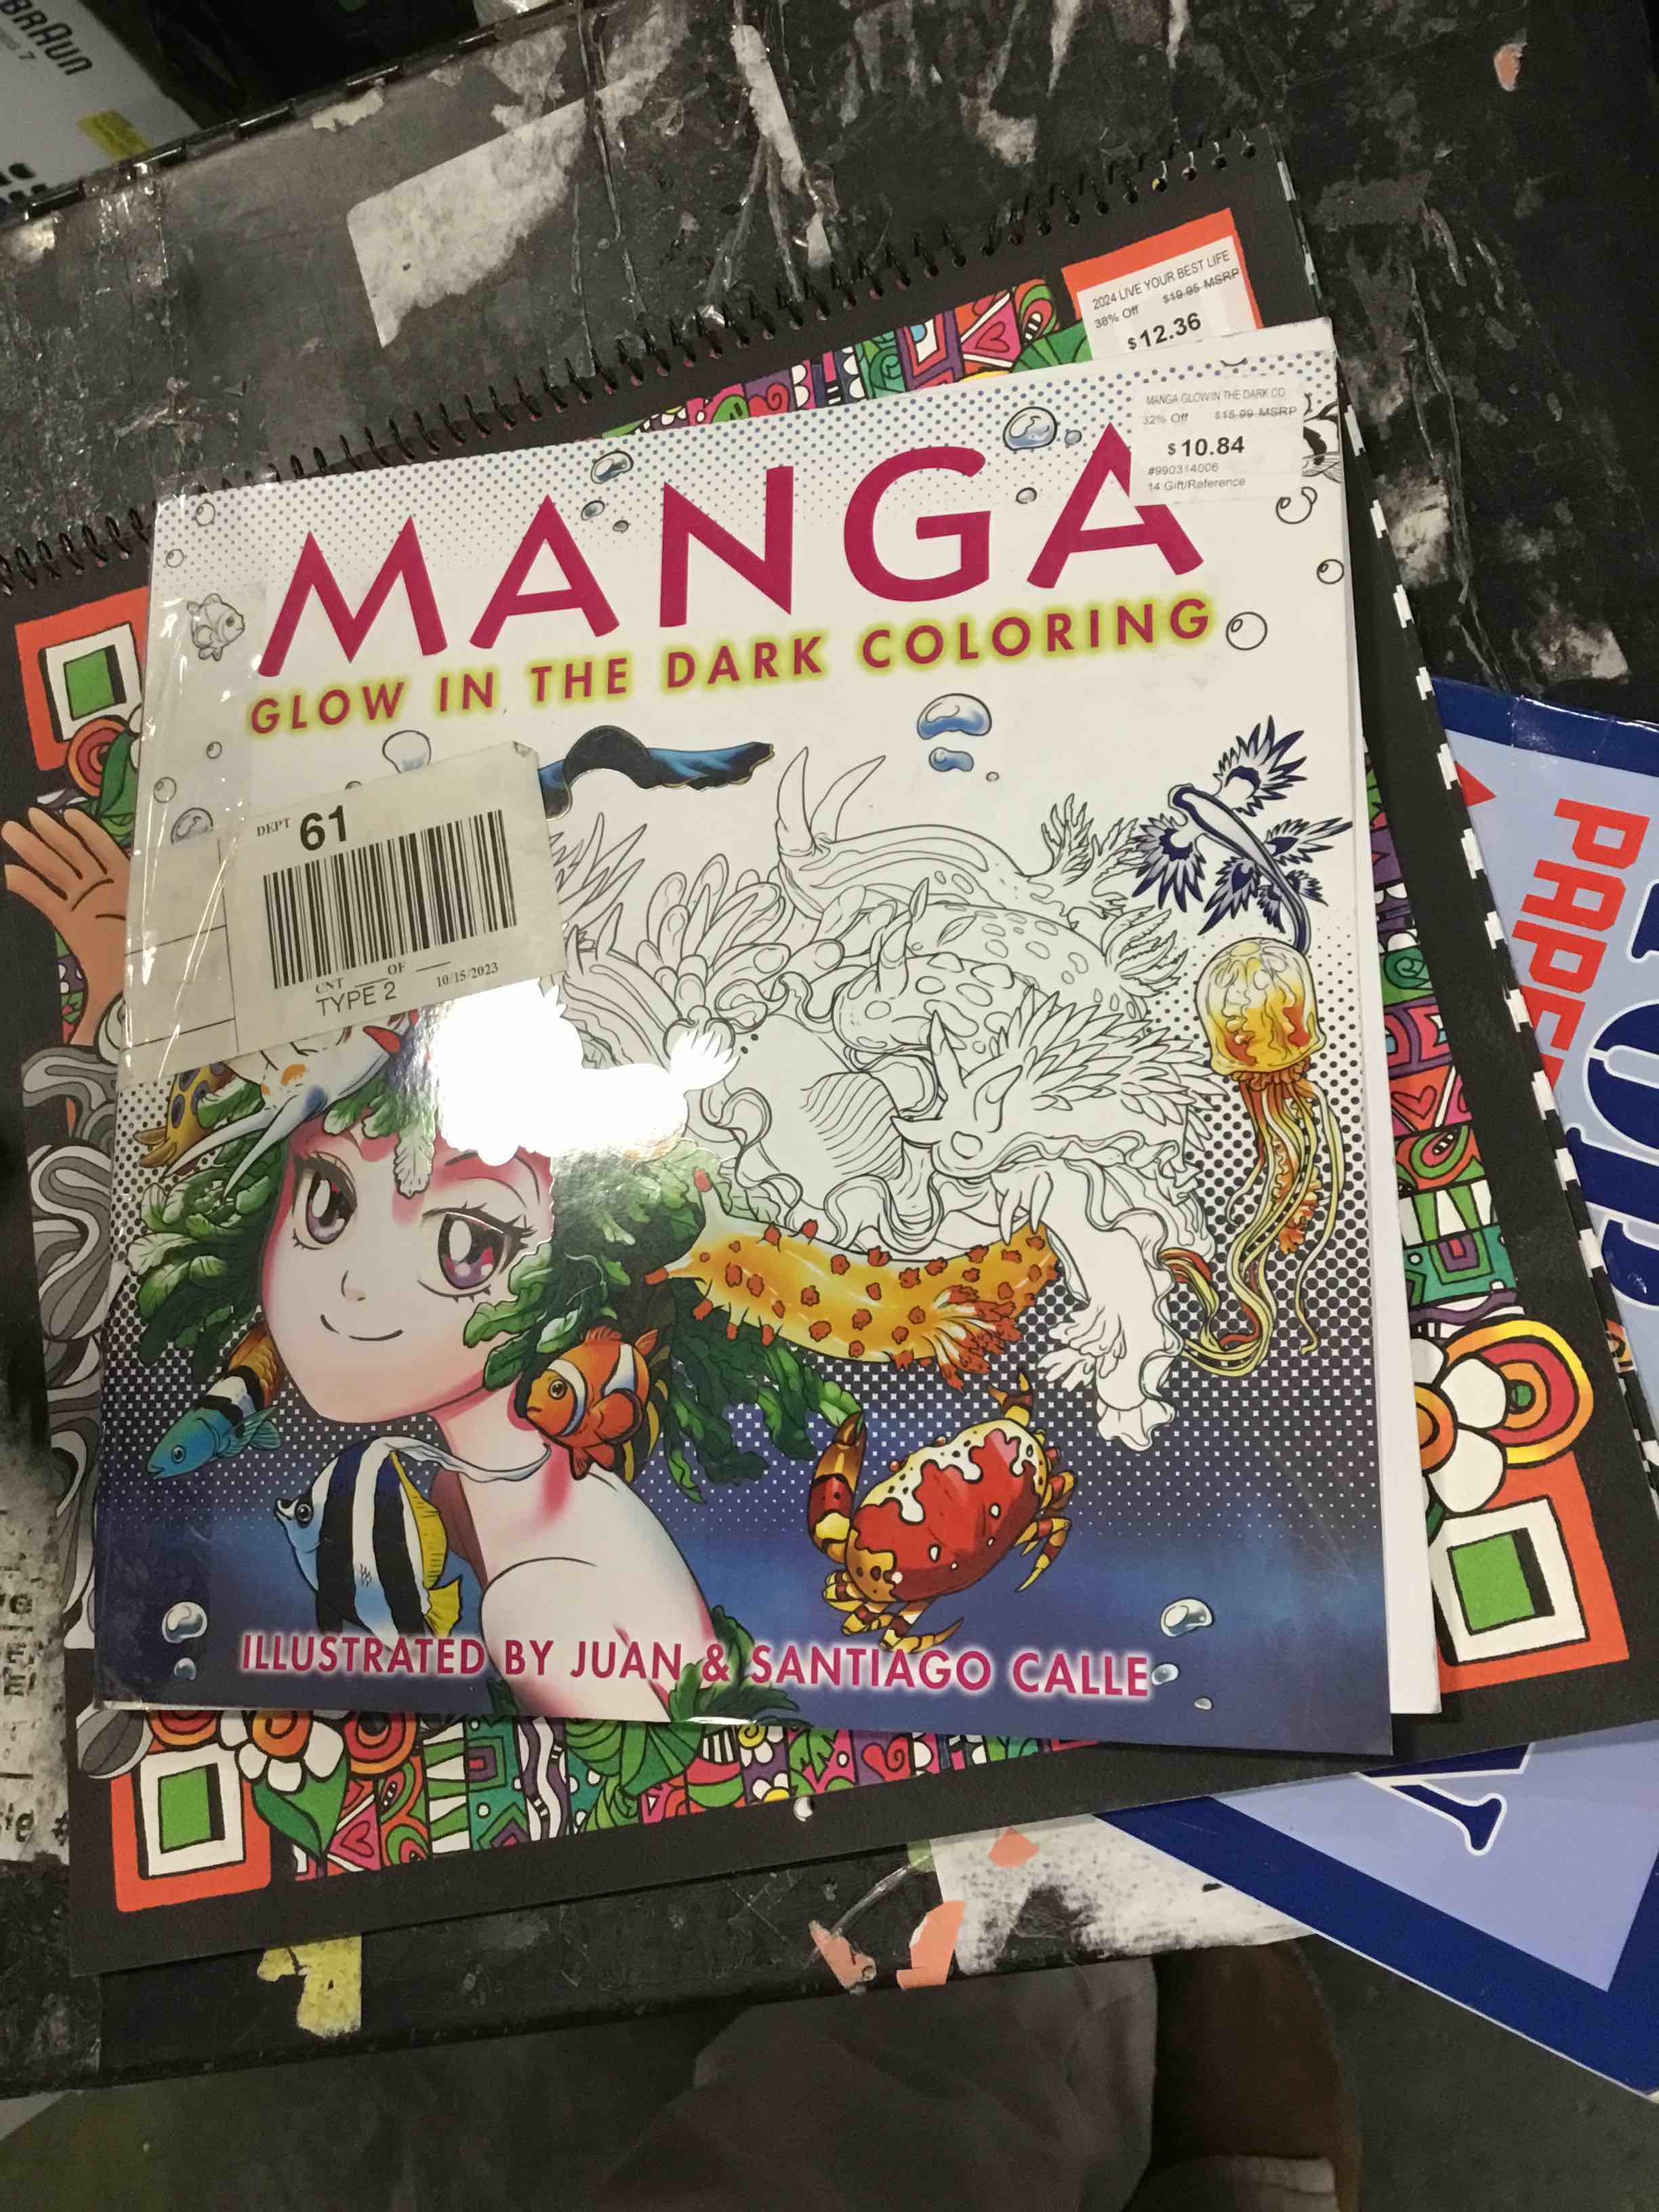 BRAUN
2024 LIVE YOUR BEST LIFE
38% Off $19.95 MSRP
$12.36
MANGA GLOW IN THE DARK CO
32% Off $15.99 MSRP
$10.84
#990314006
14 Gift/Reference
MANGA
GLOW IN THE DARK COLORING
DEPT 61
CNT OF
TYPE 2 10/15/2023
ILLUSTRATED BY JUAN & SANTIAGO CALLE